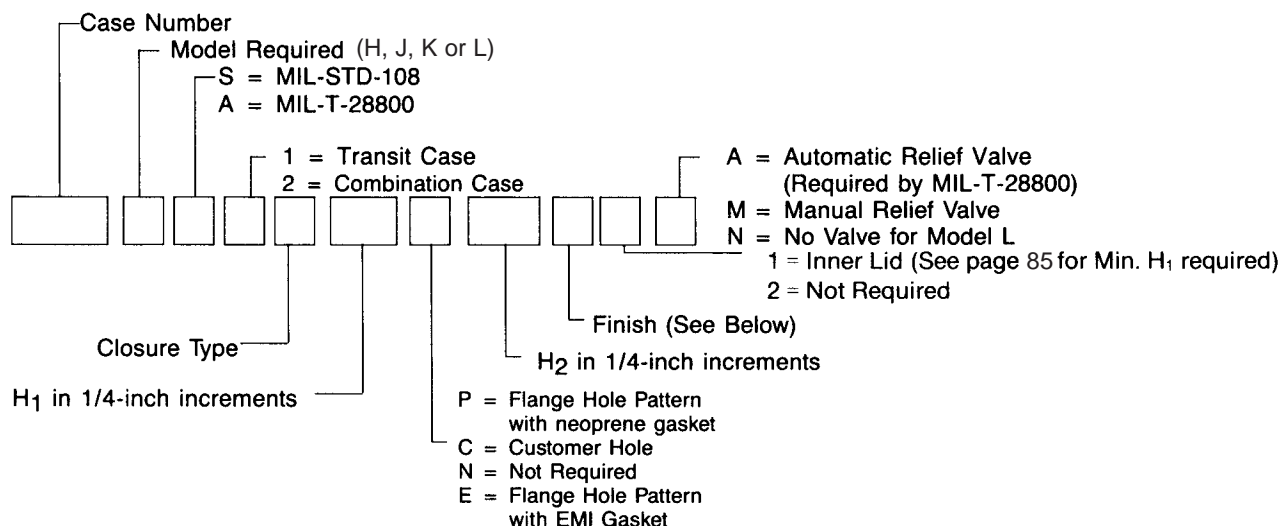 Case Number
Model Required (H, J, K or L)
S = MIL-STD-108
A = MIL-T-28800
1 = Transit Case
2 = Combination Case
A = Automatic Relief Valve
(Required by MIL-T-28800)
M = Manual Relief Valve
N = No Valve for Model L
1 = Inner Lid (See page 85 for Min. H1 required)
2 = Not Required
Finish (See Below)
Closure Type
H2 in 1/4-inch increments
H1 in 1/4-inch increments
P = Flange Hole Pattern
with neoprene gasket
C = Customer Hole
N = Not Required
E = Flange Hole Pattern
with EMI Gasket